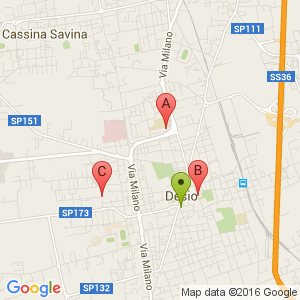 Cassina Savina
SP111
Via Milano
SS36
A
SP151
C
B
Via Milano
Desio
SP173
Via Milano
SP132
Google
Map data ©2016 Google